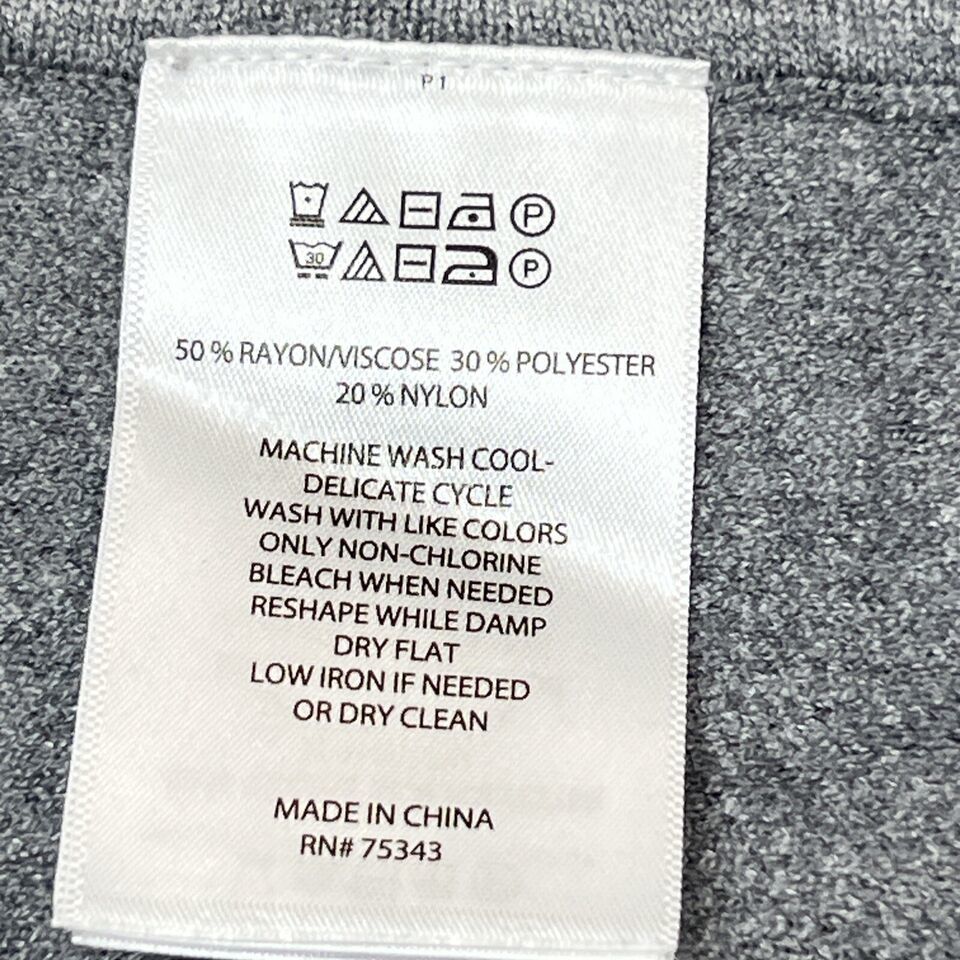 P 1
P
30 P
50 % RAYON/VISCOSE 30 % POLYESTER
20 % NYLON
MACHINE WASH COOL-
DELICATE CYCLE
WASH WITH LIKE COLORS
ONLY NON-CHLORINE
BLEACH WHEN NEEDED
RESHAPE WHILE DAMP
DRY FLAT
LOW IRON IF NEEDED
OR DRY CLEAN
MADE IN CHINA
RN# 75343